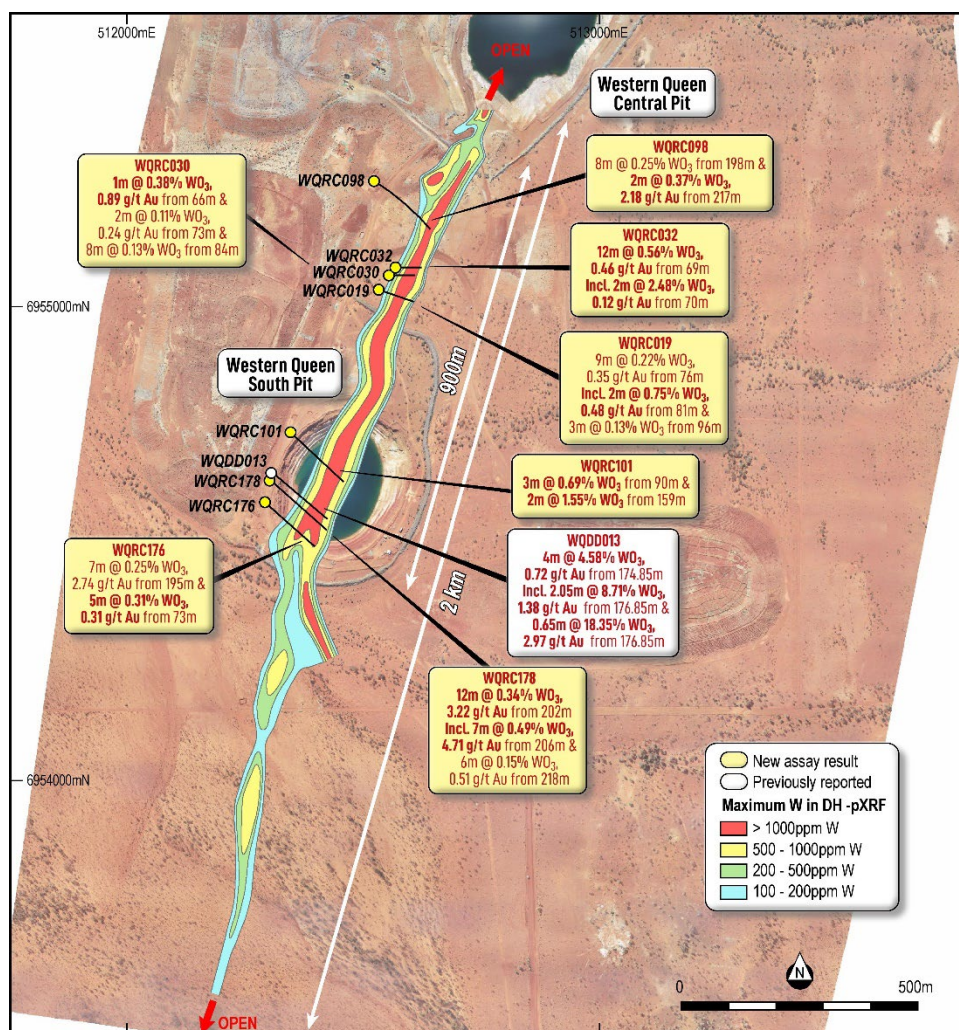 512000mE
513000mE
OPEN
Western Queen
Central Pit
WQRC030
1m @ 0.38% WO₃,
0.89 g/t Au from 66m &
2m @ 0.11% WO₃,
0.24 g/t Au from 73m &
8m @ 0.13% WO₃ from 84m
WQRC098
WQRC098
8m @ 0.25% WO₃ from 198m &
2m @ 0.37% WO₃,
2.18 g/t Au from 217m
WQRC032
WQRC030
WQRC019
WQRC032
12m @ 0.56% WO₃,
0.46 g/t Au from 69m
Incl. 2m @ 2.48% WO₃,
0.12 g/t Au from 70m
6955000mN
WQRC019
9m @ 0.22% WO₃,
0.35 g/t Au from 76m
Incl. 2m @ 0.75% WO₃,
0.48 g/t Au from 81m &
3m @ 0.13% WO₃ from 96m
900m
2 km
Western Queen
South Pit
WQRC101
WQDD013
WQRC178
WQRC176
WQRC101
3m @ 0.69% WO₃ from 90m &
2m @ 1.55% WO₃ from 159m
WQRC176
7m @ 0.25% WO₃,
2.74 g/t Au from 195m &
5m @ 0.31% WO₃,
0.31 g/t Au from 73m
WQDD013
4m @ 4.58% WO₃,
0.72 g/t Au from 174.85m
Incl. 2.05m @ 8.71% WO₃,
1.38 g/t Au from 176.85m &
0.65m @ 18.35% WO₃,
2.97 g/t Au from 176.85m
WQRC178
12m @ 0.34% WO₃,
3.22 g/t Au from 202m
Incl. 7m @ 0.49% WO₃,
4.71 g/t Au from 206m &
6m @ 0.15% WO₃,
0.51 g/t Au from 218m
6954000mN
New assay result
Previously reported
Maximum W in DH -pXRF
> 1000ppm W
500 - 1000ppm W
200 - 500ppm W
100 - 200ppm W
N
0
500m
OPEN